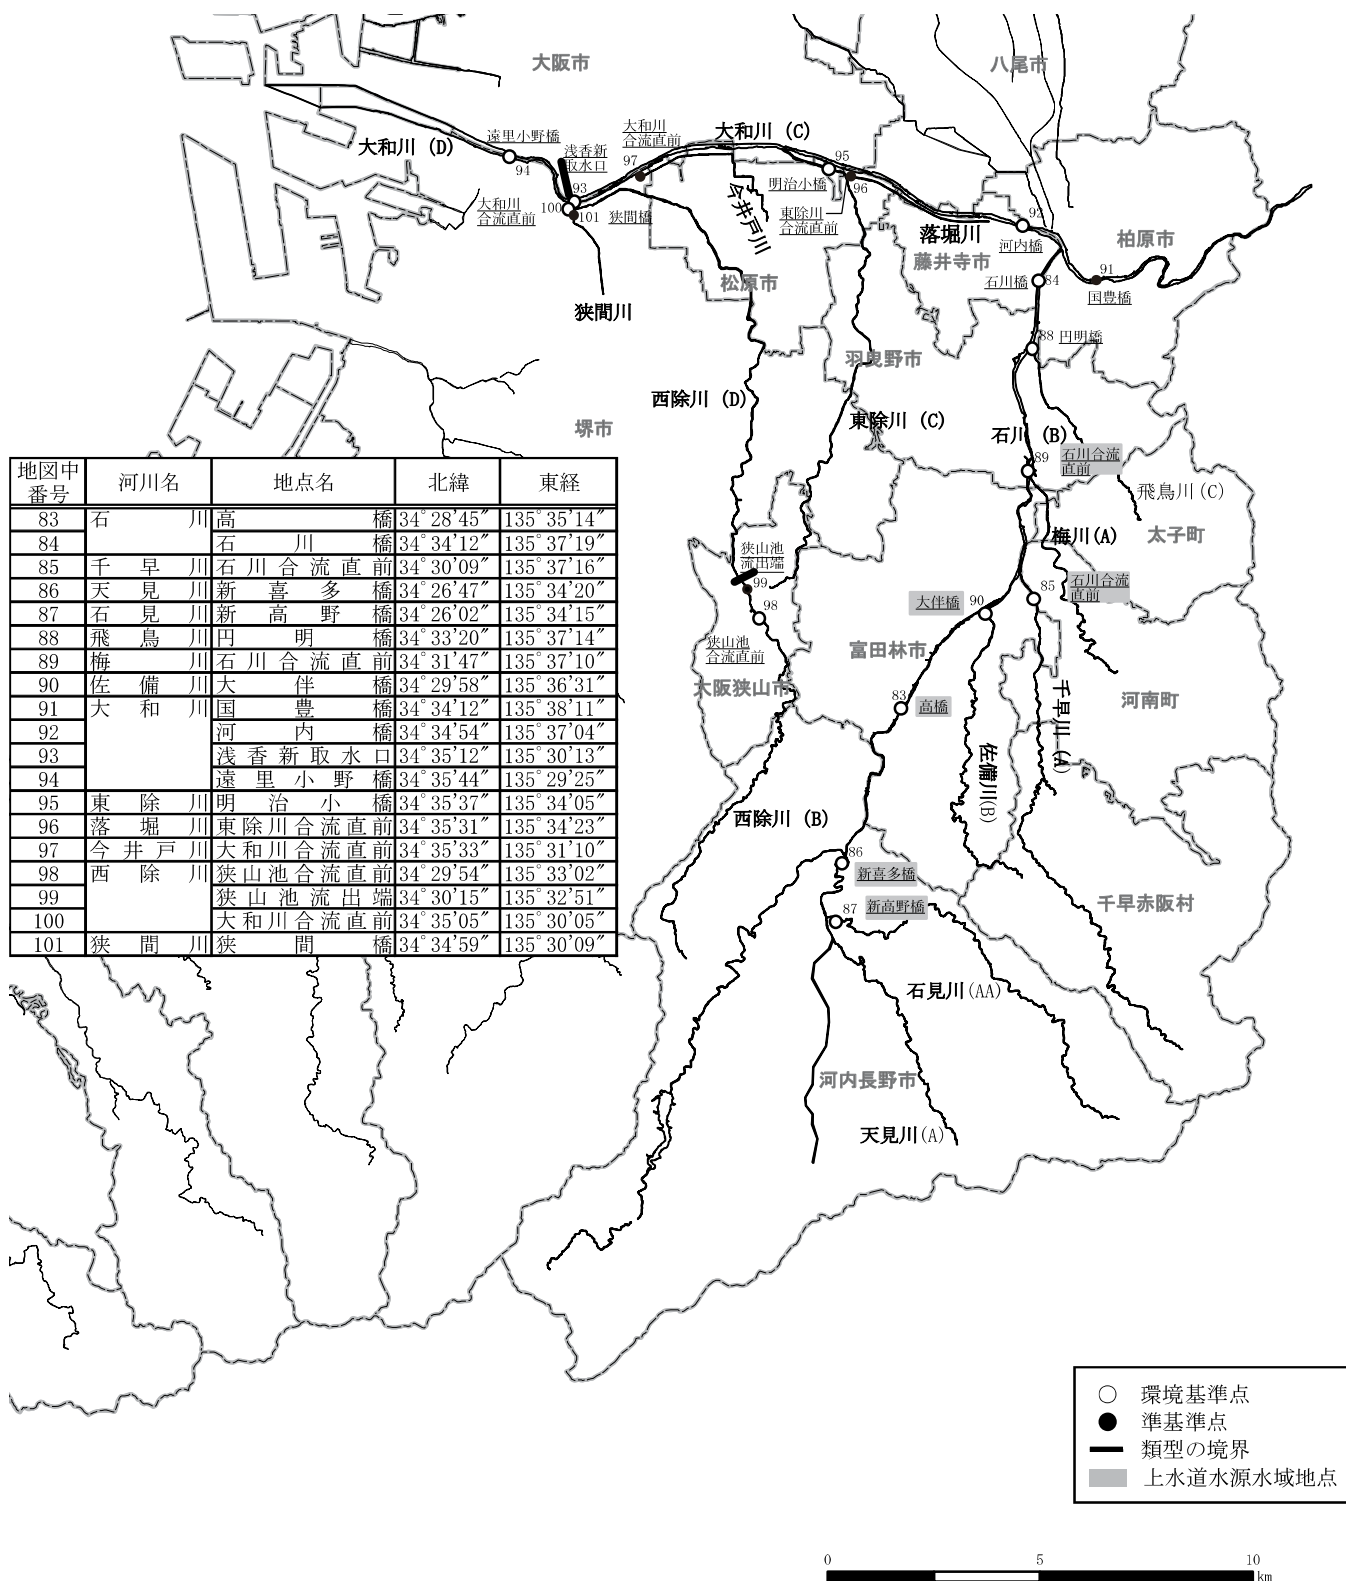 大阪市
八尾市
大和川 (D)
遠里小野橋
94
浅香新
取水口
93
大和川
合流直前
97
大和川 (C)
95
明治小橋
96
東除川
合流直前
今井戸川
大和川
合流直前
100
101
狭間橋
狭間川
松原市
落堀川
藤井寺市
92
河内橋
柏原市
91
国豊橋
石川橋
84
88
円明橋
羽曳野市
西除川 (D)
東除川 (C)
堺市
石川 (B)
89
石川合流
直前
飛鳥川(C)
太子町
梅川(A)
狭山池
流出端
99
98
狭山池
合流直前
大阪狭山市
85
石川合流
直前
大伴橋
90
富田林市
83
高橋
河南町
千早川(A)
佐備川(B)
西除川 (B)
86
新喜多橋
87
新高野橋
千早赤阪村
石見川(AA)
河内長野市
天見川(A)
地図中番号 河川名 地点名 北緯 東経
83 石川 高橋 34°28′45″ 135°35′14″
84 石川橋 34°34′12″ 135°37′19″
85 千早川 石川合流直前 34°30′09″ 135°37′16″
86 天見川 新喜多橋 34°26′47″ 135°34′20″
87 石見川 新高野橋 34°26′02″ 135°34′15″
88 飛鳥川 円明橋 34°33′20″ 135°37′14″
89 梅川 石川合流直前 34°31′47″ 135°37′10″
90 佐備川 大伴橋 34°29′58″ 135°36′31″
91 大和川 国豊橋 34°34′12″ 135°38′11″
92 河内橋 34°34′54″ 135°37′04″
93 浅香新取水口 34°35′12″ 135°30′13″
94 遠里小野橋 34°35′44″ 135°29′25″
95 東除川 明治小橋 34°35′37″ 135°34′05″
96 落堀川 東除川合流直前 34°35′31″ 135°34′23″
97 今井戸川 大和川合流直前 34°35′33″ 135°31′10″
98 西除川 狭山池合流直前 34°29′54″ 135°33′02″
99 狭山池流出端 34°30′15″ 135°32′51″
100 大和川合流直前 34°35′05″ 135°30′05″
101 狭間川 狭間橋 34°34′59″ 135°30′09″
環境基準点
準基準点
類型の境界
上水道水源水域地点
0 5 10
km